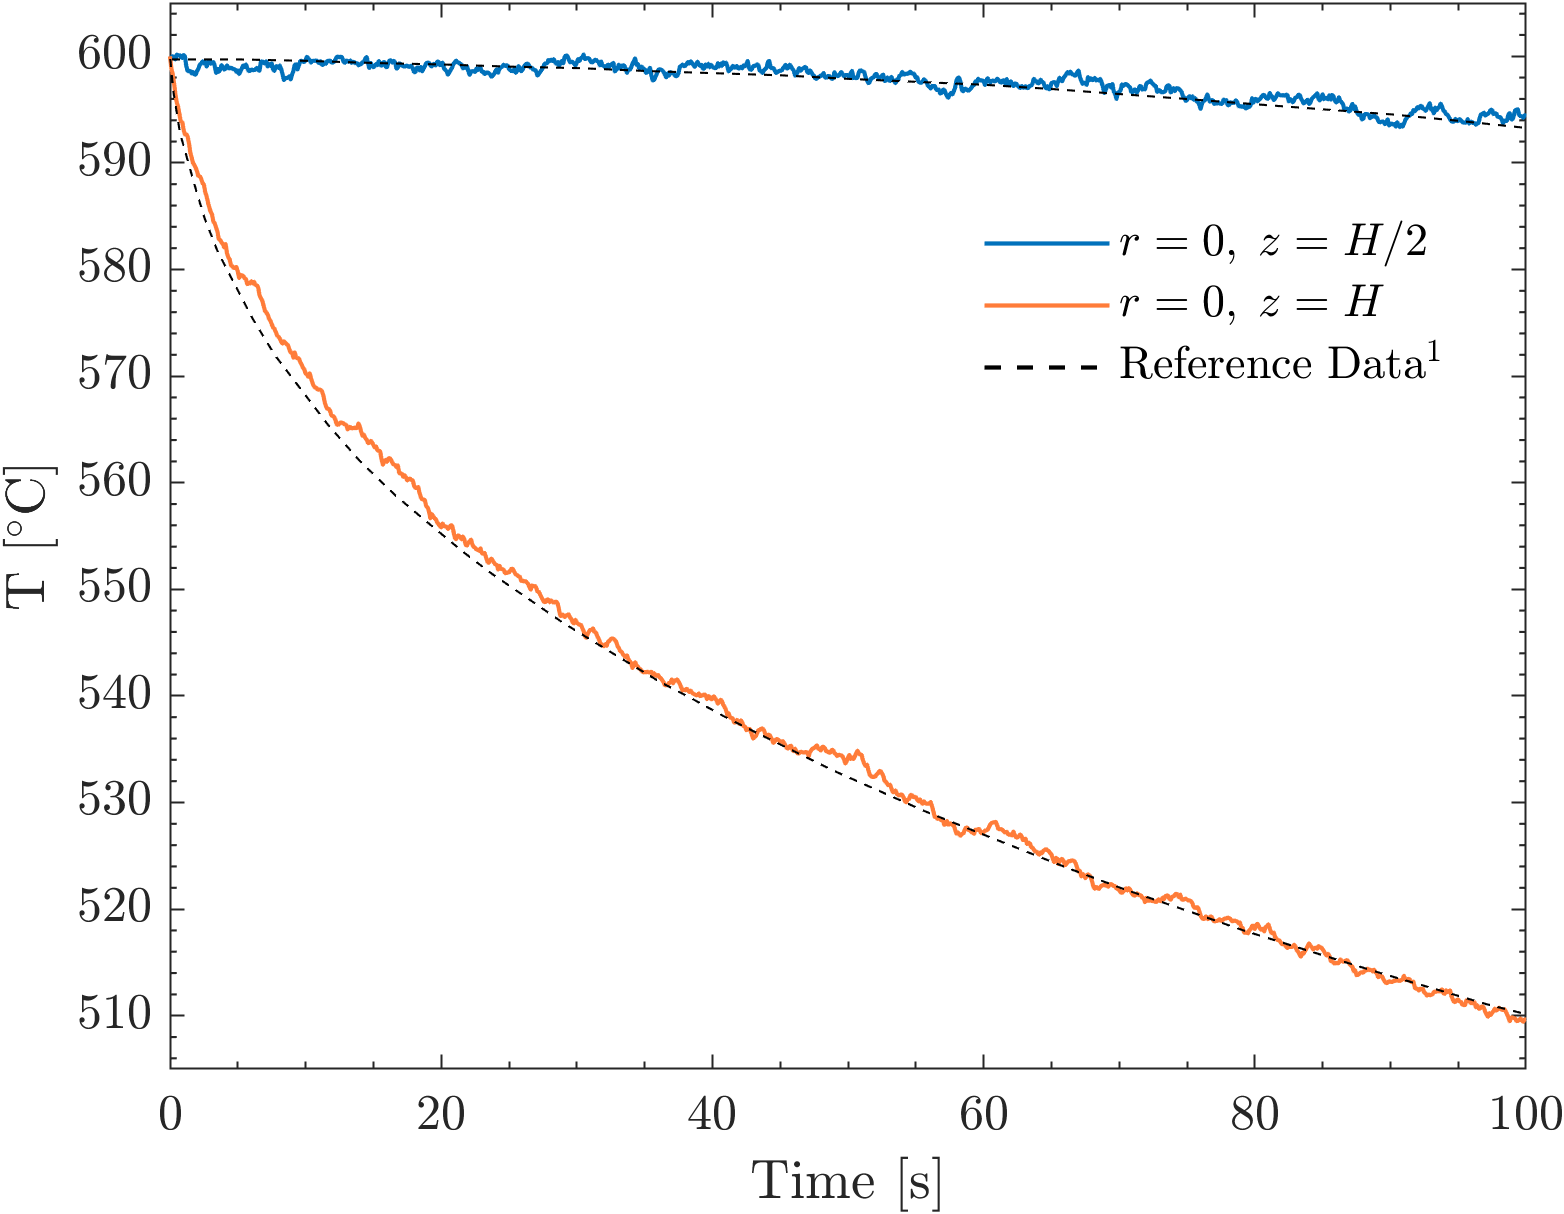 600
590
580
570
560
550
540
530
520
510
T [°C]
r = 0, z = H/2
r = 0, z = H
Reference Data¹
0 20 40 60 80 100
Time [s]